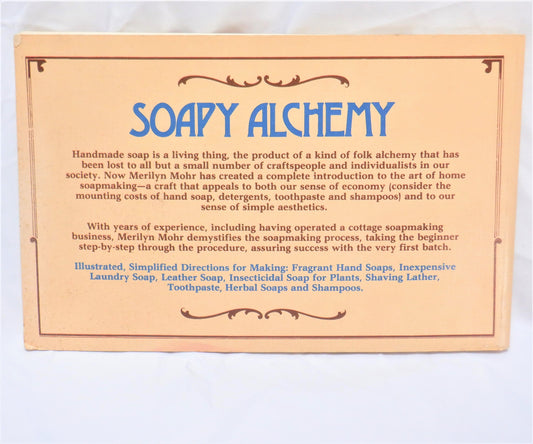 SOAPY ALCHEMY
Handmade soap is a living thing, the product of a kind of folk alchemy that has
been lost to all but a small number of craftspeople and individualists in our
society. Now Merilyn Mohr has created a complete introduction to the art of home
soapmaking—a craft that appeals to both our sense of economy (consider the
mounting costs of hand soap, detergents, toothpaste and shampoos) and to our
sense of simple aesthetics.
With years of experience, including having operated a cottage soapmaking
business, Merilyn Mohr demystifies the soapmaking process, taking the beginner
step-by-step through the procedure, assuring success with the very first batch.
Illustrated, Simplified Directions for Making: Fragrant Hand Soaps, Inexpensive
Laundry Soap, Leather Soap, Insecticidal Soap for Plants, Shaving Lather,
Toothpaste, Herbal Soaps and Shampoos.